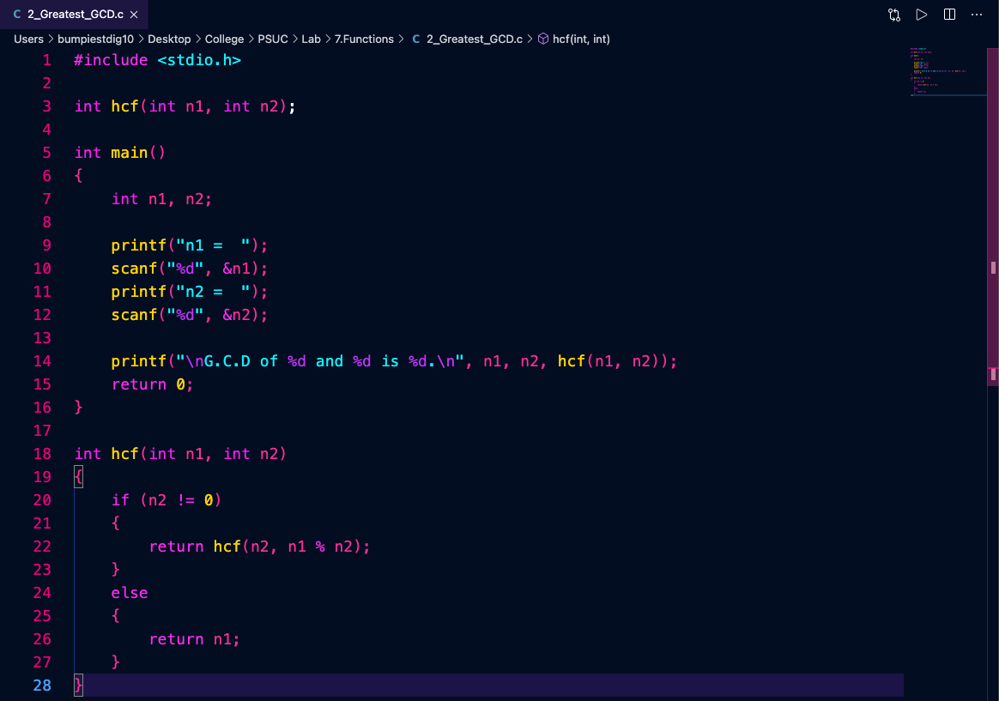 C 2_Greatest_GCD.c ×
Users > bumpiestdig10 > Desktop > College > PSUC > Lab > 7.Functions > C 2_Greatest_GCD.c > hcf(int, int)
1 #include <stdio.h>
2
3 int hcf(int n1, int n2);
4
5 int main()
6 {
7     int n1, n2;
8
9     printf("n1 =  ");
10     scanf("%d", &n1);
11     printf("n2 =  ");
12     scanf("%d", &n2);
13
14     printf("\nG.C.D of %d and %d is %d.\n", n1, n2, hcf(n1, n2));
15     return 0;
16 }
17
18 int hcf(int n1, int n2)
19 {
20     if (n2 != 0)
21     {
22         return hcf(n2, n1 % n2);
23     }
24     else
25     {
26         return n1;
27     }
28 }